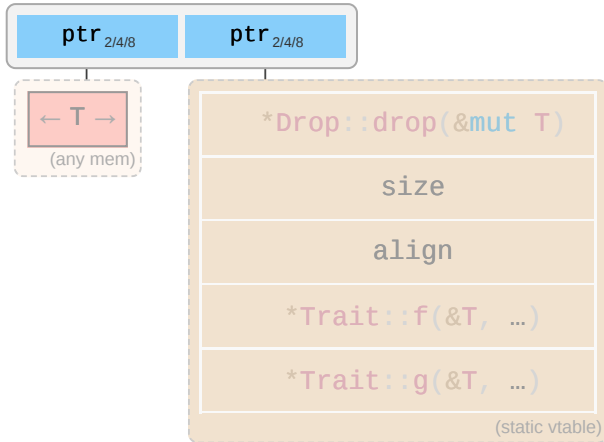 ptr2/4/8 ptr2/4/8
← T →
(any mem)
*Drop::drop(&mut T)
size
align
*Trait::f(&T, …)
*Trait::g(&T, …)
(static vtable)